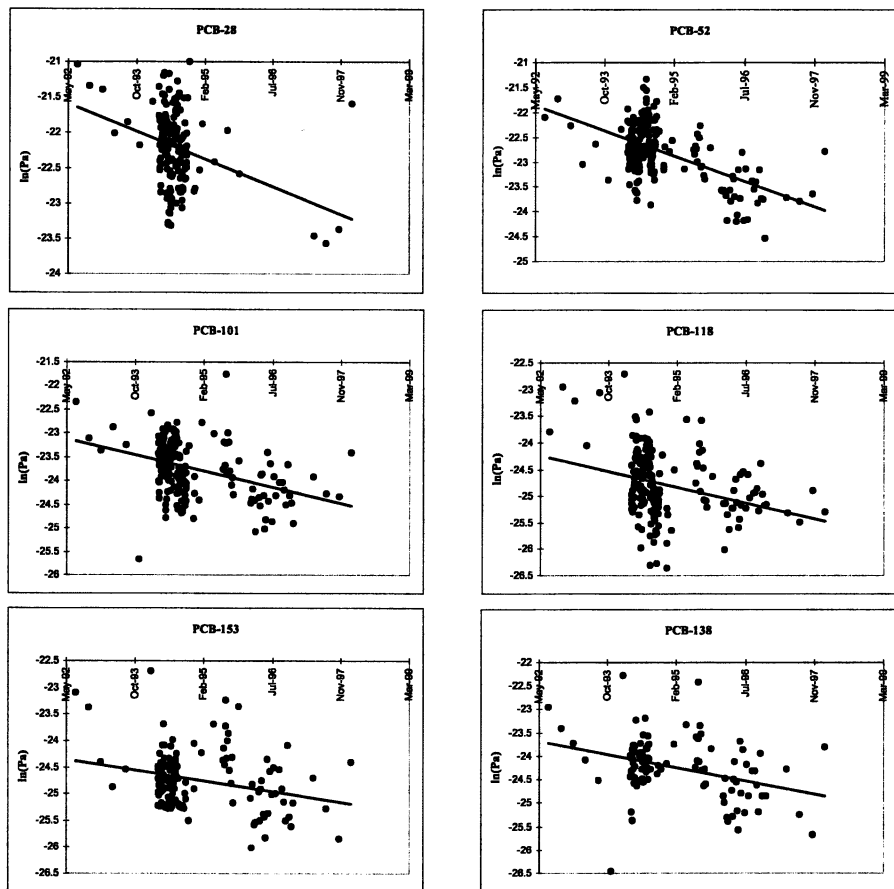 PCB-28
-21
-21.5
-22
-22.5
-23
-23.5
-24
ln(Pa)
May-92
Oct-93
Feb-95
Jul-96
Nov-97
Mar-99
PCB-52
-21
-21.5
-22
-22.5
-23
-23.5
-24
-24.5
-25
ln(Pa)
May-92
Oct-93
Feb-95
Jul-96
Nov-97
Mar-99
PCB-101
-21.5
-22
-22.5
-23
-23.5
-24
-24.5
-25
-25.5
-26
ln(Pa)
May-92
Oct-93
Feb-95
Jul-96
Nov-97
Mar-99
PCB-118
-22.5
-23
-23.5
-24
-24.5
-25
-25.5
-26
-26.5
ln(Pa)
May-92
Oct-93
Feb-95
Jul-96
Nov-97
Mar-99
PCB-153
-22.5
-23
-23.5
-24
-24.5
-25
-25.5
-26
-26.5
ln(Pa)
May-92
Oct-93
Feb-95
Jul-96
Nov-97
Mar-99
PCB-138
-22
-22.5
-23
-23.5
-24
-24.5
-25
-25.5
-26
-26.5
ln(Pa)
May-92
Oct-93
Feb-95
Jul-96
Nov-97
Mar-99